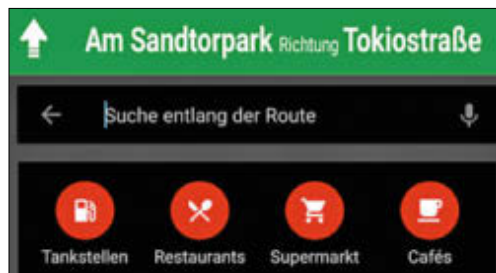 Am Sandtorpark Richtung Tokiostraße
Suche entlang der Route
Tankstellen Restaurants Supermarkt Cafés